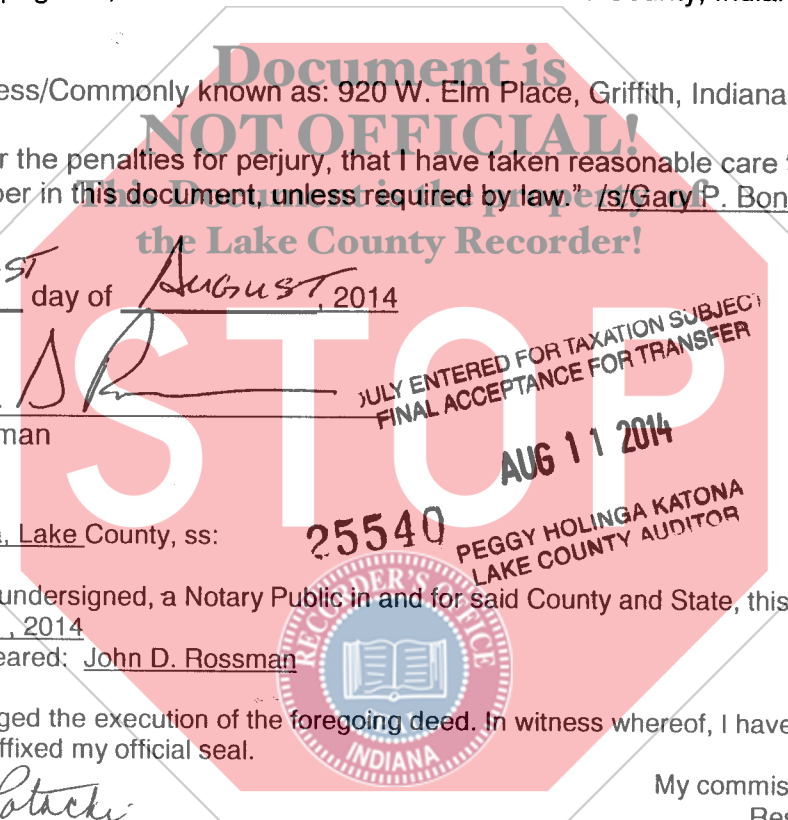 Document is
ess/Commonly known as: 920 W. Elm Place, Griffith, Indiana
NOT OFFICIAL!
r the penalties for perjury, that I have taken reasonable care
per in this document, unless required by law." /s/Gary P. Bon
This Document is the property of
the Lake County Recorder!
ST day of August, 2014
STOP
DULY ENTERED FOR TAXATION SUBJECT
FINAL ACCEPTANCE FOR TRANSFER
man
AUG 11 2014
, Lake County, ss:
25540
PEGGY HOLINGA KATONA
LAKE COUNTY AUDITOR
undersigned, a Notary Public in and for said County and State, this
, 2014
eared: John D. Rossman
RECORDER'S OFFICE
INDIANA
ged the execution of the foregoing deed. In witness whereof, I have
ffixed my official seal.
My commis
Res